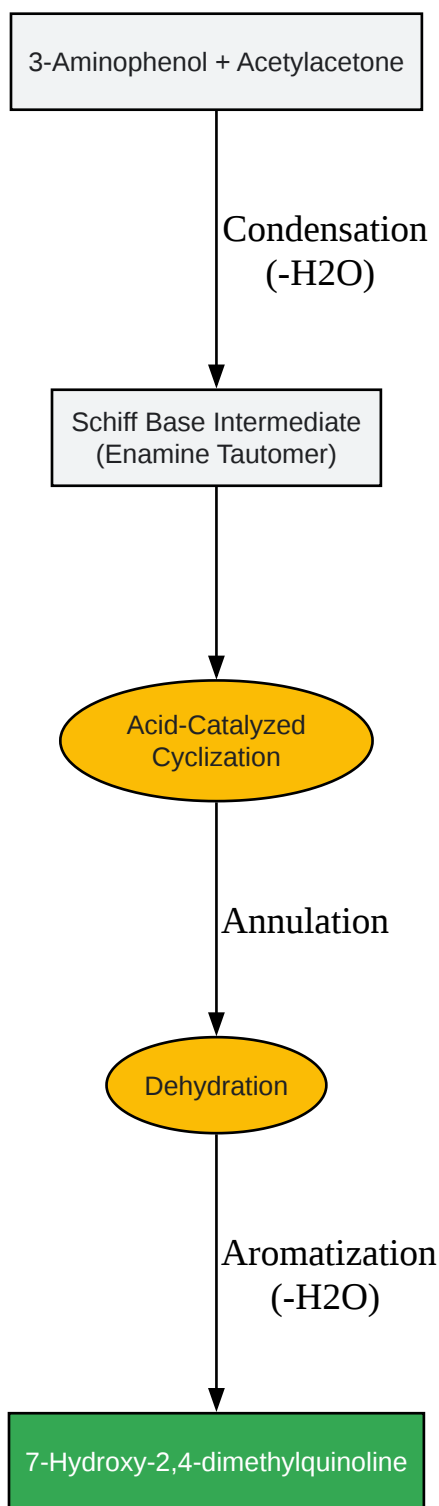 3-Aminophenol + Acetylacetone
Condensation
(-H2O)
Schiff Base Intermediate
(Enamine Tautomer)
Acid-Catalyzed
Cyclization
Annulation
Dehydration
Aromatization
(-H2O)
7-Hydroxy-2,4-dimethylquinoline